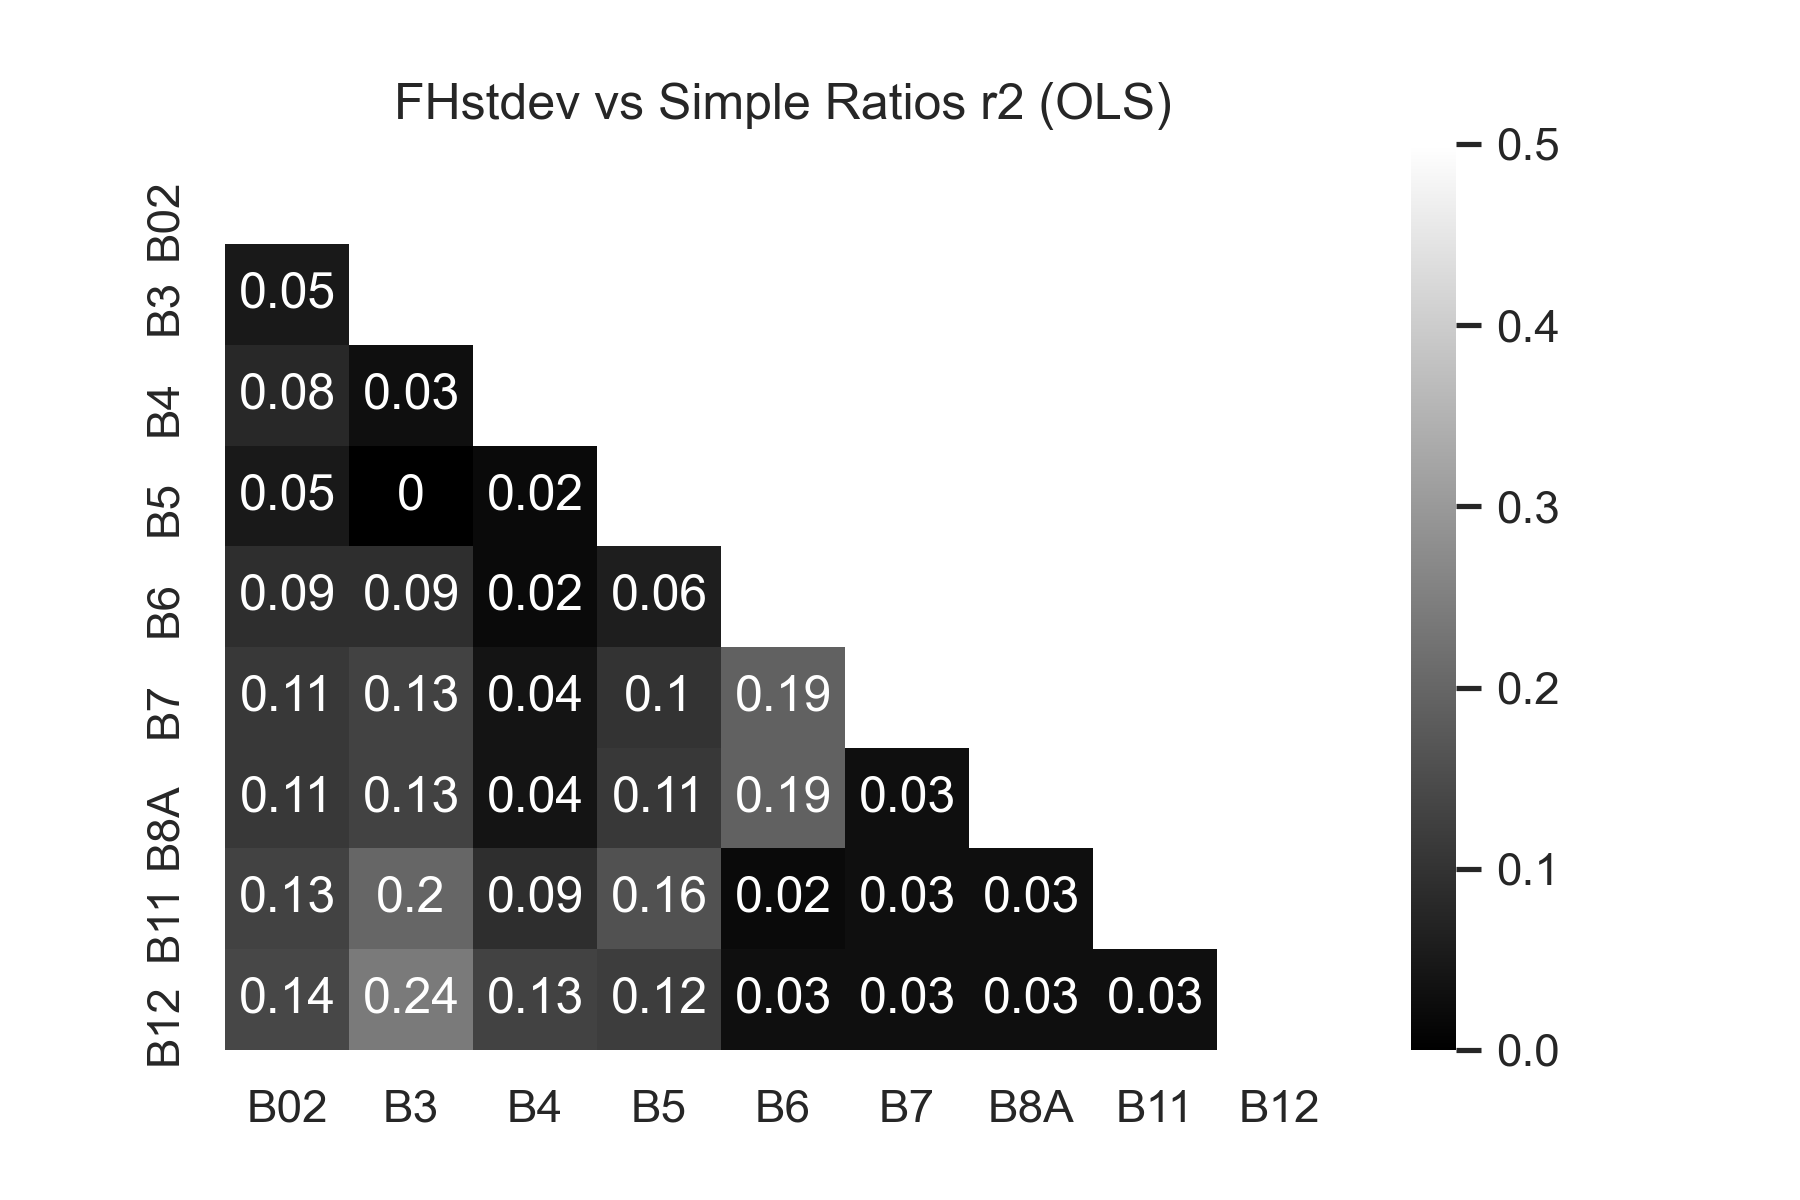 FHstdev vs Simple Ratios r2 (OLS)
B02
B3 0.05
B4 0.08 0.03
B5 0.05 0 0.02
B6 0.09 0.09 0.02 0.06
B7 0.11 0.13 0.04 0.1 0.19
B8A 0.11 0.13 0.04 0.11 0.19 0.03
B11 0.13 0.2 0.09 0.16 0.02 0.03 0.03
B12 0.14 0.24 0.13 0.12 0.03 0.03 0.03 0.03
B02 B3 B4 B5 B6 B7 B8A B11 B12
0.5
0.4
0.3
0.2
0.1
0.0